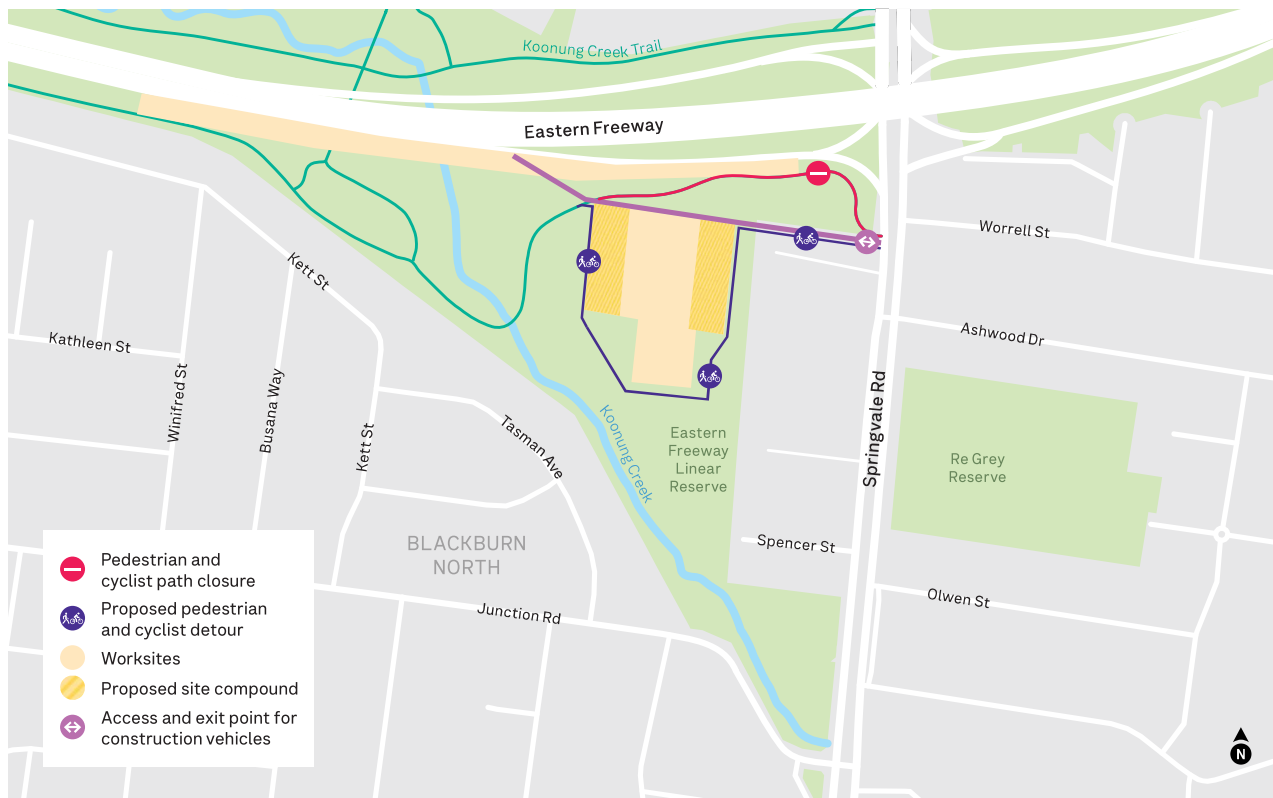 Koonung Creek Trail
Eastern Freeway
Worrell St
Kett St
Kathleen St
Ashwood Dr
Winifred St
Busana Way
Springvale Rd
Kett St
Tasman Ave
Koonung Creek
Eastern
Freeway
Linear
Reserve
Re Grey
Reserve
BLACKBURN
NORTH
Spencer St
Junction Rd
Olwen St
Pedestrian and
cyclist path closure
Proposed pedestrian
and cyclist detour
Worksites
Proposed site compound
Access and exit point for
construction vehicles
N